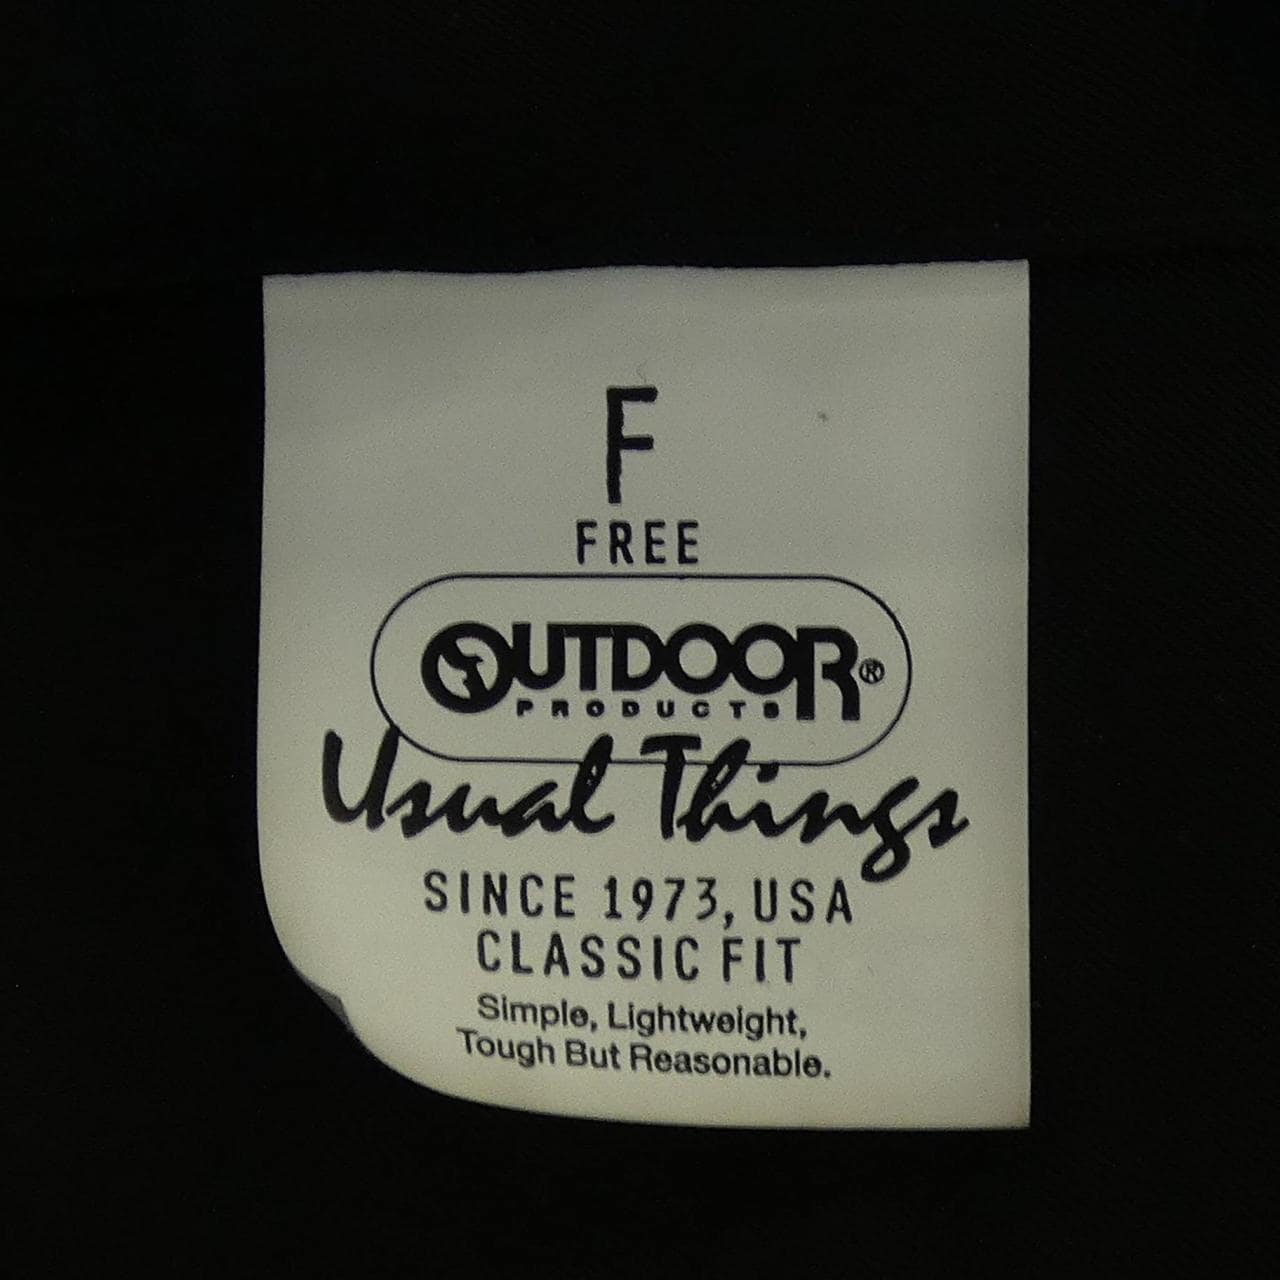 F
FREE
OUTDOOR®
PRODUCTS
Usual Things
SINCE 1973, USA
CLASSIC FIT
Simple, Lightweight,
Tough But Reasonable.